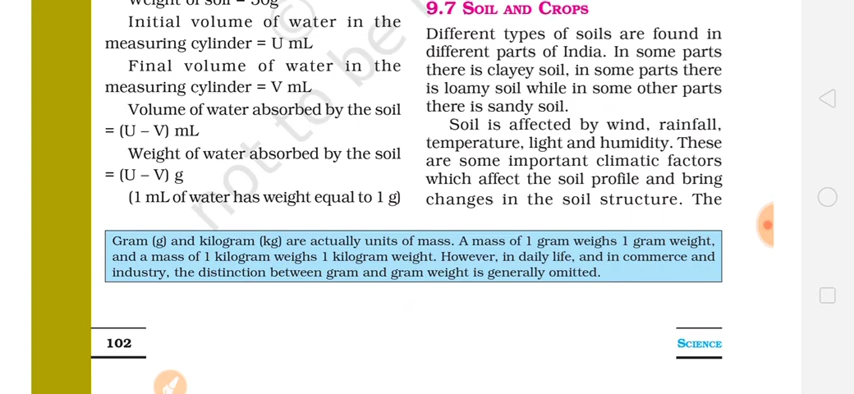 Weight of soil = 50g
Initial volume of water in the
measuring cylinder = U mL
Final volume of water in the
measuring cylinder = V mL
Volume of water absorbed by the soil
= (U – V) mL
Weight of water absorbed by the soil
= (U – V) g
(1 mL of water has weight equal to 1 g)
9.7 SOIL AND CROPS
Different types of soils are found in
different parts of India. In some parts
there is clayey soil, in some parts there
is loamy soil while in some other parts
there is sandy soil.
Soil is affected by wind, rainfall,
temperature, light and humidity. These
are some important climatic factors
which affect the soil profile and bring
changes in the soil structure. The
Gram (g) and kilogram (kg) are actually units of mass. A mass of 1 gram weighs 1 gram weight,
and a mass of 1 kilogram weighs 1 kilogram weight. However, in daily life, and in commerce and
industry, the distinction between gram and gram weight is generally omitted.
102
SCIENCE
©
not to be